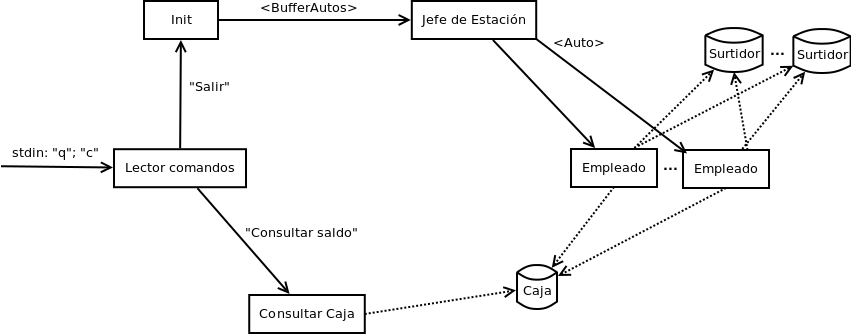 <BufferAutos>
Init
Jefe de Estación
<Auto>
Surtidor
...
Surtidor
"Salir"
stdin: "q"; "c"
Lector comandos
Empleado
...
Empleado
"Consultar saldo"
Caja
Consultar Caja